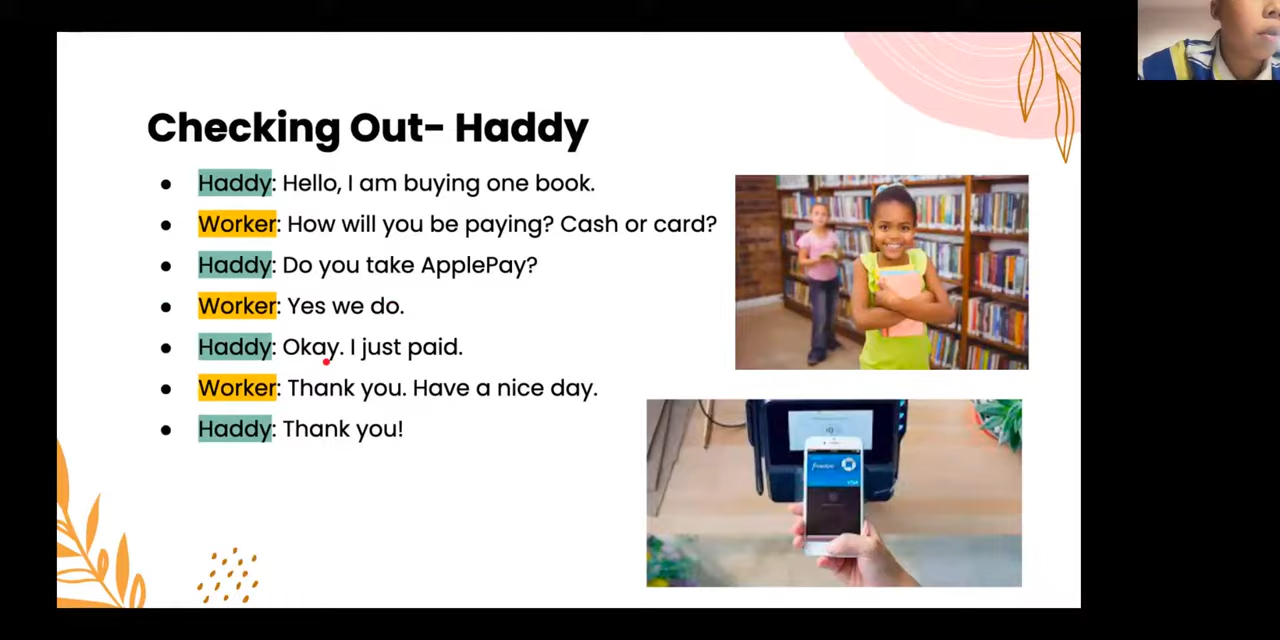 Checking Out- Haddy
● Haddy: Hello, I am buying one book.
● Worker: How will you be paying? Cash or card?
● Haddy: Do you take ApplePay?
● Worker: Yes we do.
● Haddy: Okay. I just paid.
● Worker: Thank you. Have a nice day.
● Haddy: Thank you!
freedom
VISA